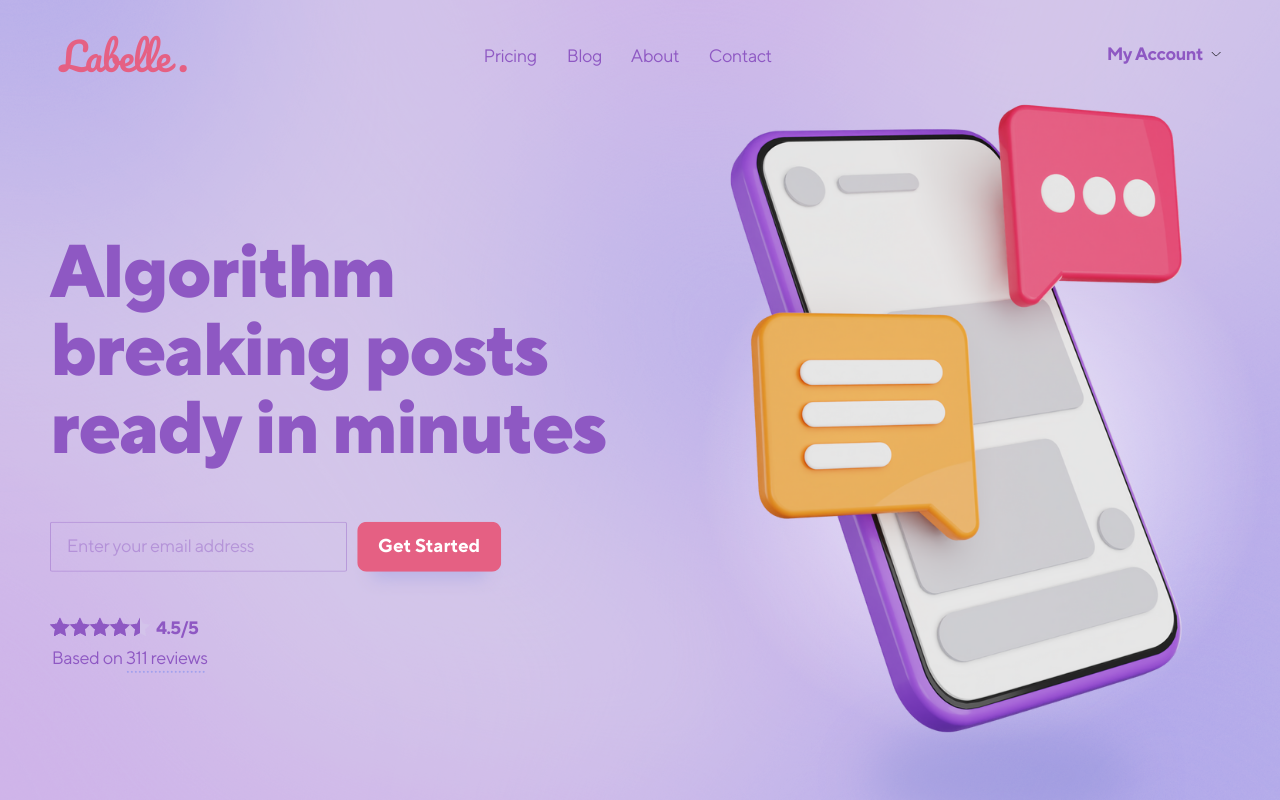 Labelle.
Pricing Blog About Contact
My Account
Algorithm
breaking posts
ready in minutes
Enter your email address
Get Started
4.5/5
Based on 311 reviews